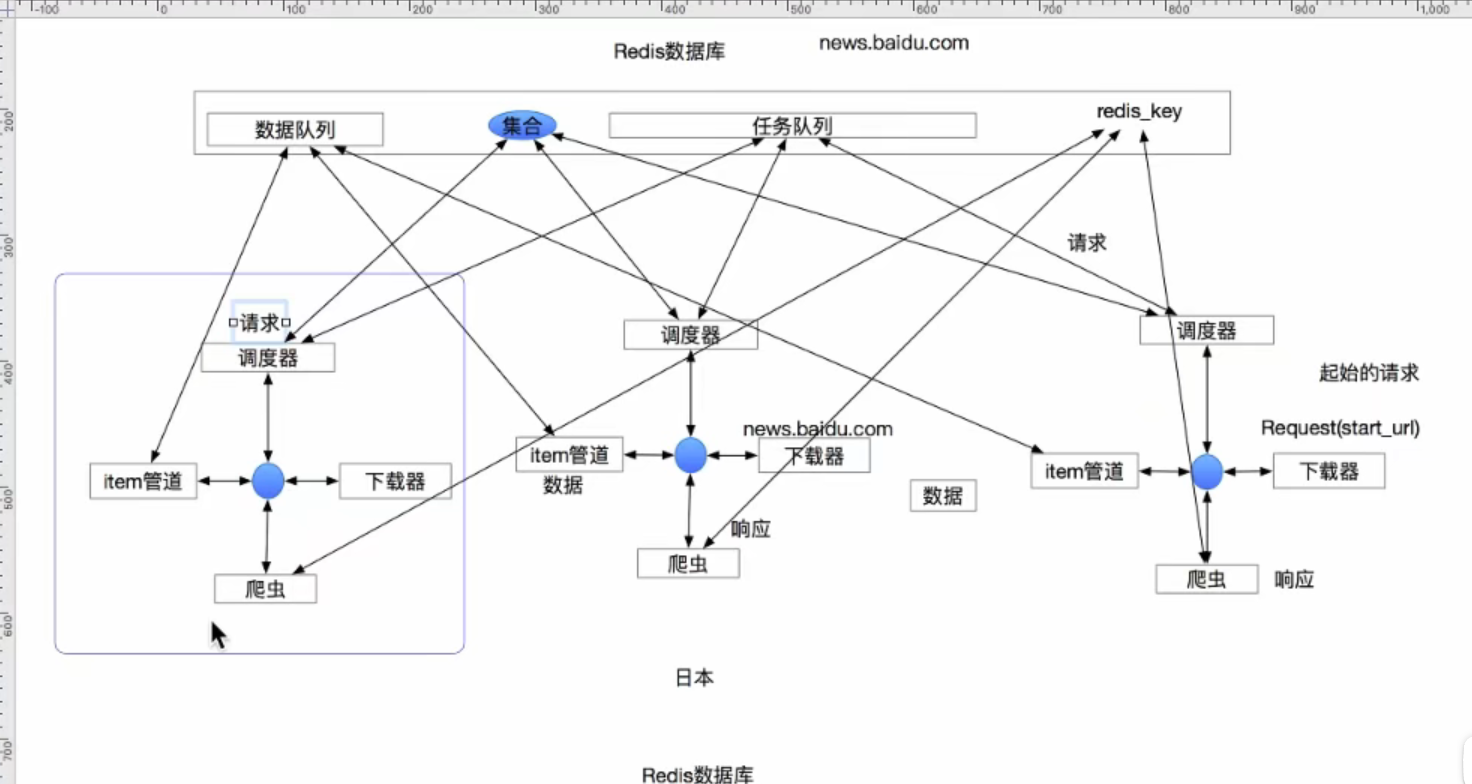 -100 0 100 200 300 400 500 600 700 800 900 1,000
Redis数据库
news.baidu.com
200
数据队列
集合
任务队列
redis_key
300
请求
请求
调度器
调度器
调度器
400
起始的请求
news.baidu.com
Request(start_url)
item管道
下载器
item管道
下载器
item管道
下载器
数据
数据
500
响应
爬虫
爬虫
爬虫
响应
600
日本
700
Redis数据库